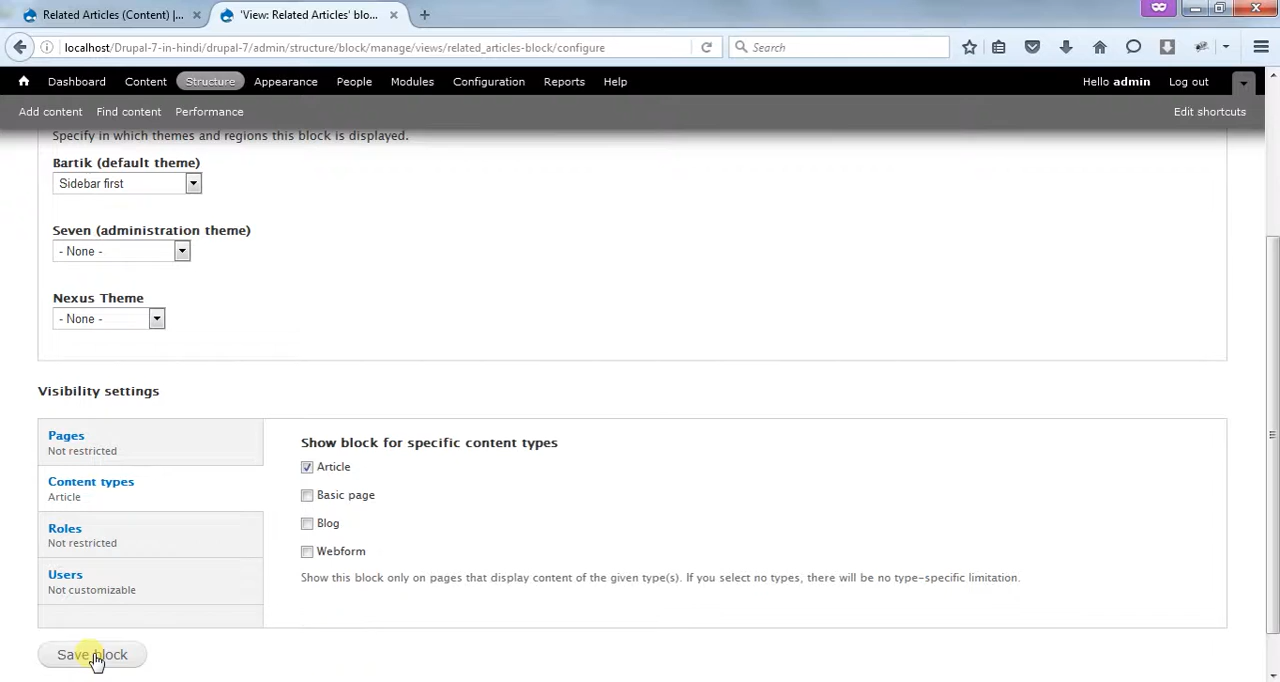 Related Articles (Content) |...
'View: Related Articles' blo...
localhost/Drupal-7-in-hindi/drupal-7/admin/structure/block/manage/views/related_articles-block/configure
Search
Dashboard Content Structure Appearance People Modules Configuration Reports Help Hello admin Log out
Add content Find content Performance Edit shortcuts
Specify in which themes and regions this block is displayed.
Bartik (default theme)
Sidebar first
Seven (administration theme)
- None -
Nexus Theme
- None -
Visibility settings
Pages
Not restricted
Content types
Article
Roles
Not restricted
Users
Not customizable
Show block for specific content types
Article
Basic page
Blog
Webform
Show this block only on pages that display content of the given type(s). If you select no types, there will be no type-specific limitation.
Save block